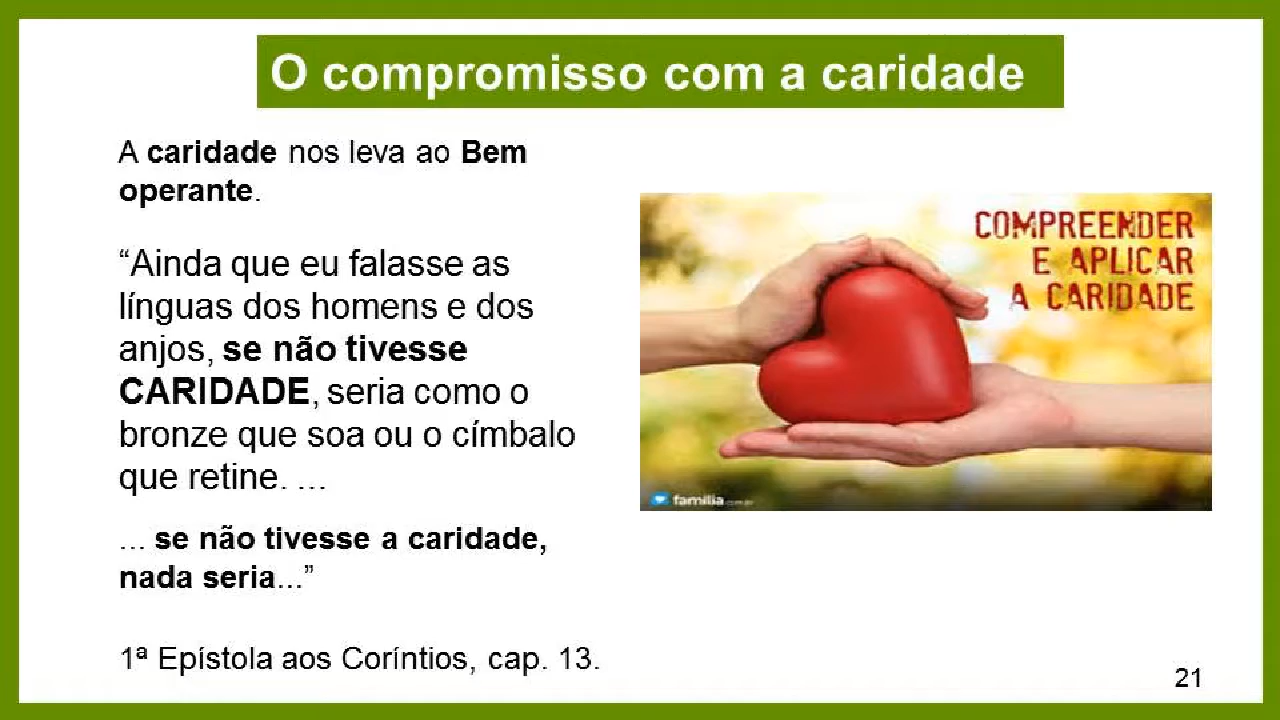 O compromisso com a caridade
A caridade nos leva ao Bem
operante.
“Ainda que eu falasse as
línguas dos homens e dos
anjos, se não tivesse
CARIDADE, seria como o
bronze que soa ou o címbalo
que retine. ...
... se não tivesse a caridade,
nada seria...”
1ª Epístola aos Coríntios, cap. 13.
COMPREENDER
E APLICAR
A CARIDADE
familia.com.br
21